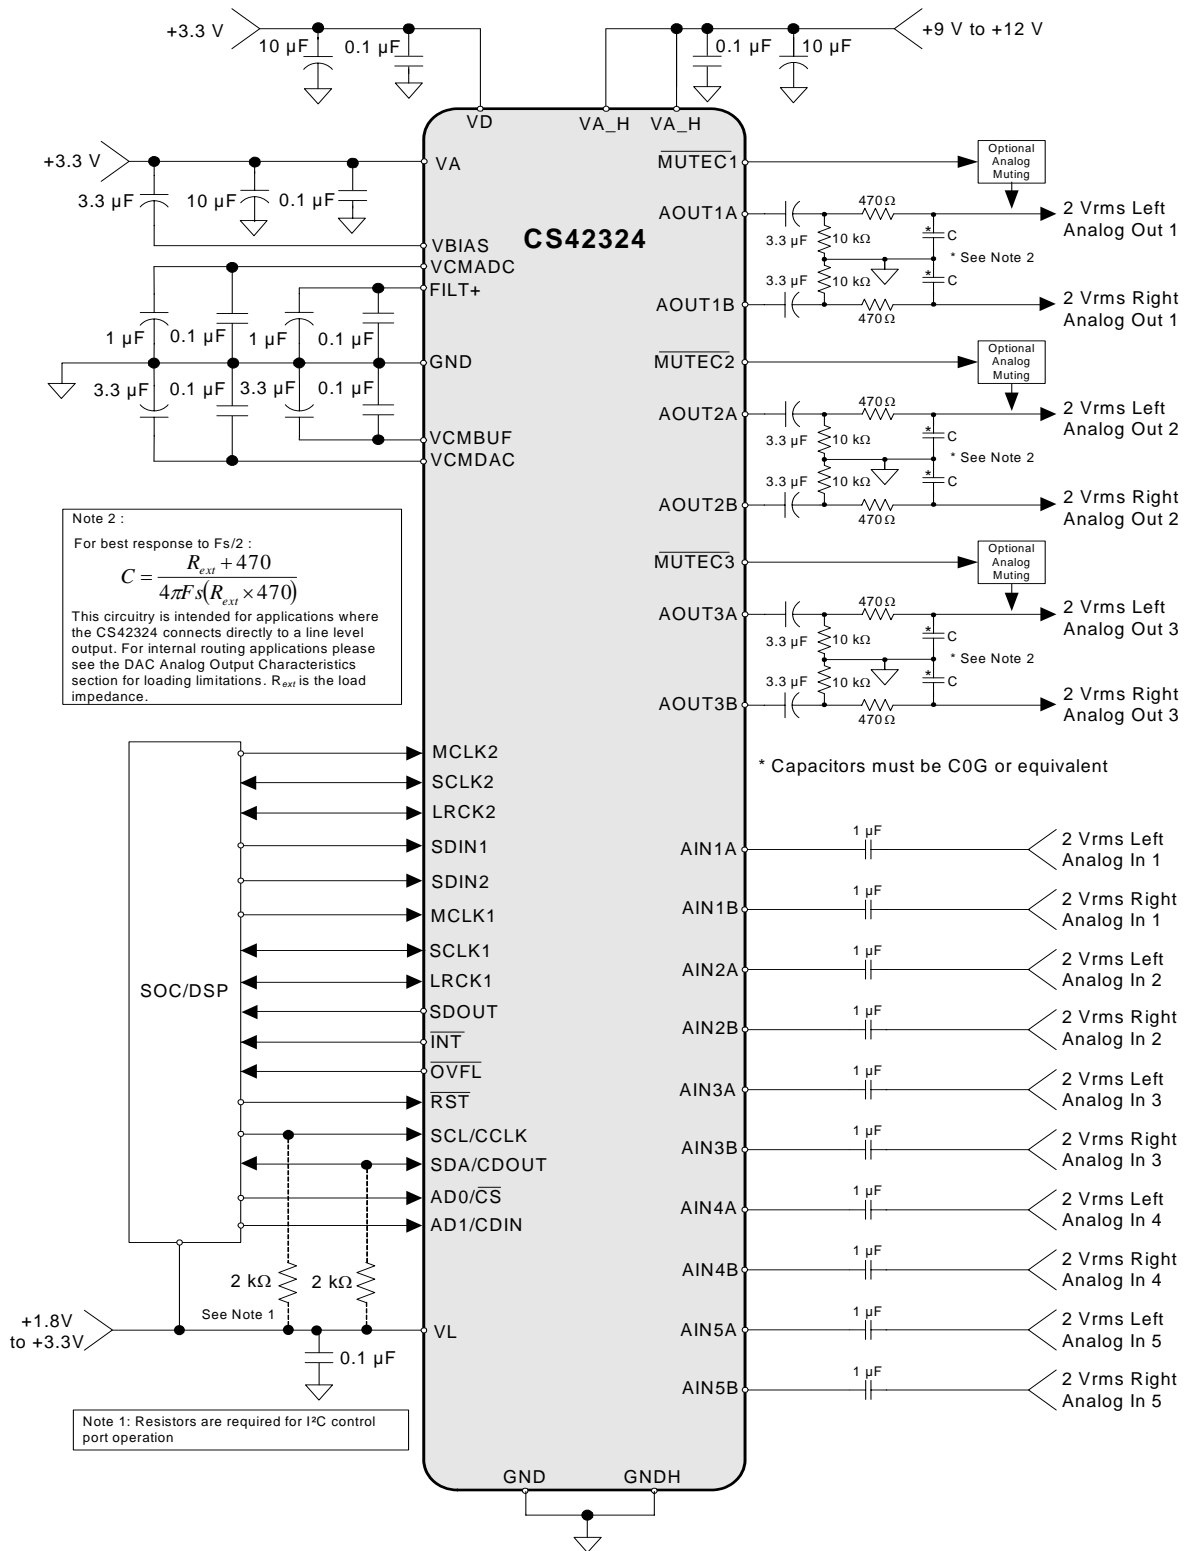 +3.3 V
10 µF
0.1 µF
0.1 µF
10 µF
+9 V to +12 V
VD
VA_H
VA_H
+3.3 V
VA
3.3 µF
10 µF
0.1 µF
VBIAS
VCMADC
FILT+
1 µF
0.1 µF
1 µF
0.1 µF
GND
3.3 µF
0.1 µF
3.3 µF
0.1 µF
VCMBUF
VCMDAC
CS42324
MUTEC1
Optional
Analog
Muting
AOUT1A
3.3 µF
470Ω
10 kΩ
* C
* See Note 2
2 Vrms Left
Analog Out 1
AOUT1B
3.3 µF
10 kΩ
470Ω
* C
2 Vrms Right
Analog Out 1
MUTEC2
Optional
Analog
Muting
AOUT2A
3.3 µF
470Ω
10 kΩ
* C
* See Note 2
2 Vrms Left
Analog Out 2
AOUT2B
3.3 µF
10 kΩ
470Ω
* C
2 Vrms Right
Analog Out 2
MUTEC3
Optional
Analog
Muting
AOUT3A
3.3 µF
470Ω
10 kΩ
* C
* See Note 2
2 Vrms Left
Analog Out 3
AOUT3B
3.3 µF
10 kΩ
470Ω
* C
2 Vrms Right
Analog Out 3
* Capacitors must be C0G or equivalent
Note 2 :
For best response to Fs/2 :
C = (R_ext + 470) / (4πFs(R_ext × 470))
This circuitry is intended for applications where
the CS42324 connects directly to a line level
output. For internal routing applications please
see the DAC Analog Output Characteristics
section for loading limitations. Rext is the load
impedance.
SOC/DSP
MCLK2
SCLK2
LRCK2
SDIN1
SDIN2
MCLK1
SCLK1
LRCK1
SDOUT
INT
OVFL
RST
SCL/CCLK
SDA/CDOUT
AD0/CS
AD1/CDIN
2 kΩ
2 kΩ
See Note 1
+1.8V
to +3.3V
VL
0.1 µF
Note 1: Resistors are required for I²C control
port operation
AIN1A
1 µF
2 Vrms Left
Analog In 1
AIN1B
1 µF
2 Vrms Right
Analog In 1
AIN2A
1 µF
2 Vrms Left
Analog In 2
AIN2B
1 µF
2 Vrms Right
Analog In 2
AIN3A
1 µF
2 Vrms Left
Analog In 3
AIN3B
1 µF
2 Vrms Right
Analog In 3
AIN4A
1 µF
2 Vrms Left
Analog In 4
AIN4B
1 µF
2 Vrms Right
Analog In 4
AIN5A
1 µF
2 Vrms Left
Analog In 5
AIN5B
1 µF
2 Vrms Right
Analog In 5
GND
GNDH